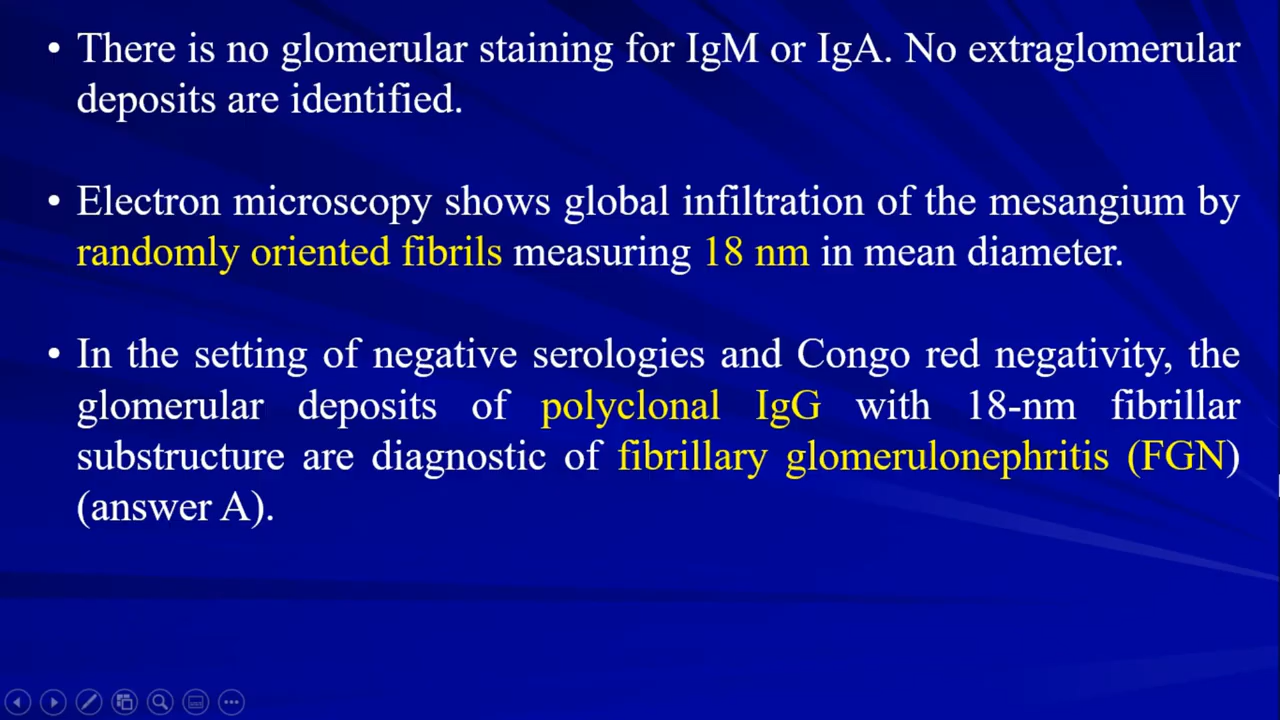 • There is no glomerular staining for IgM or IgA. No extraglomerular
deposits are identified.
• Electron microscopy shows global infiltration of the mesangium by
randomly oriented fibrils measuring 18 nm in mean diameter.
• In the setting of negative serologies and Congo red negativity, the
glomerular deposits of polyclonal IgG with 18-nm fibrillar
substructure are diagnostic of fibrillary glomerulonephritis (FGN)
(answer A).